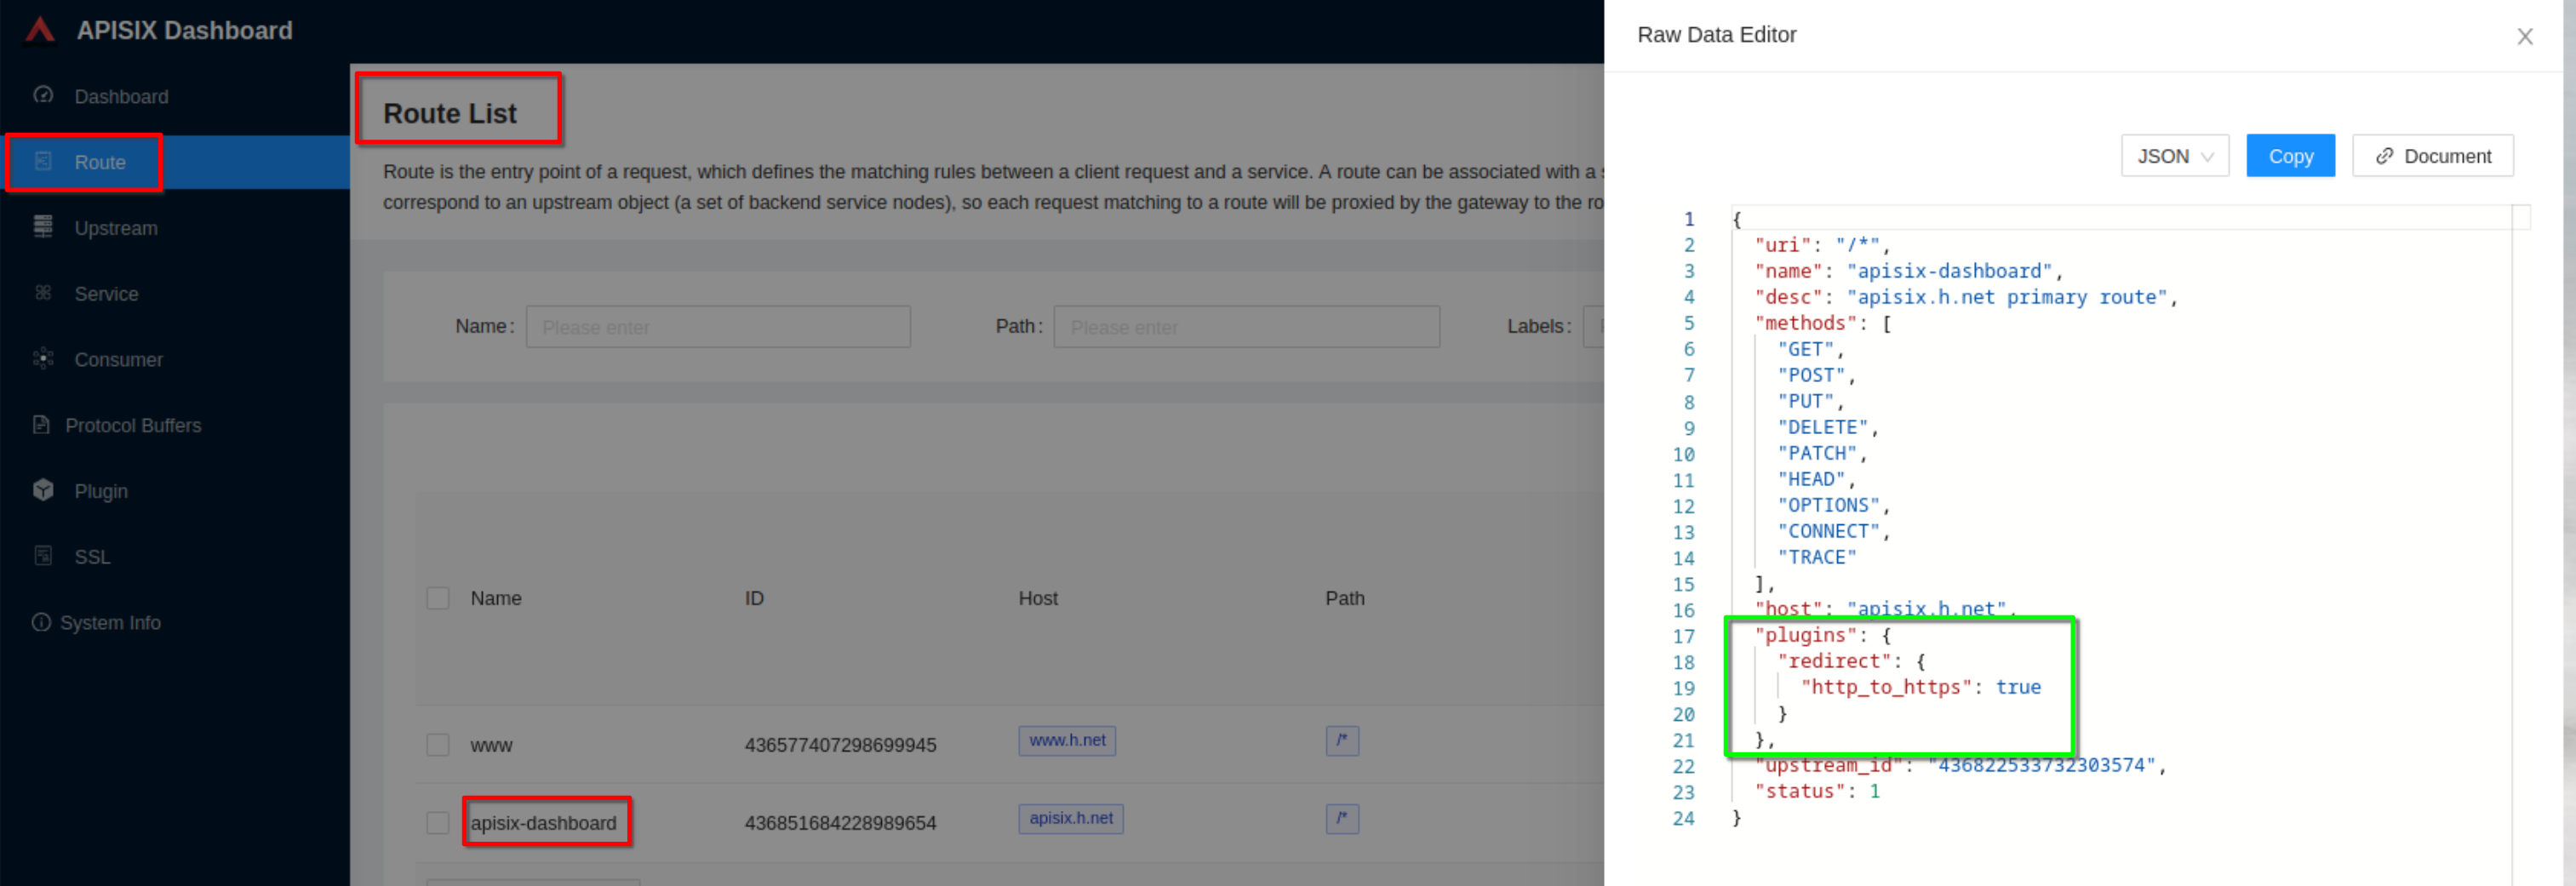 APISIX Dashboard
Dashboard
Route
Upstream
Service
Consumer
Protocol Buffers
Plugin
SSL
System Info
Route List
Route is the entry point of a request, which defines the matching rules between a client request and a service. A route can be associated with a
correspond to an upstream object (a set of backend service nodes), so each request matching to a route will be proxied by the gateway to the
Name: Please enter
Path: Please enter
Labels:
Name ID Host Path
www 436577407298699945 www.h.net /*
apisix-dashboard 436851684228989654 apisix.h.net /*
Raw Data Editor
JSON Copy Document
1 {
2 "uri": "/*",
3 "name": "apisix-dashboard",
4 "desc": "apisix.h.net primary route",
5 "methods": [
6 "GET",
7 "POST",
8 "PUT",
9 "DELETE",
10 "PATCH",
11 "HEAD",
12 "OPTIONS",
13 "CONNECT",
14 "TRACE"
15 ],
16 "host": "apisix.h.net",
17 "plugins": {
18 "redirect": {
19 "http_to_https": true
20 }
21 },
22 "upstream_id": "436822533732303574",
23 "status": 1
24 }